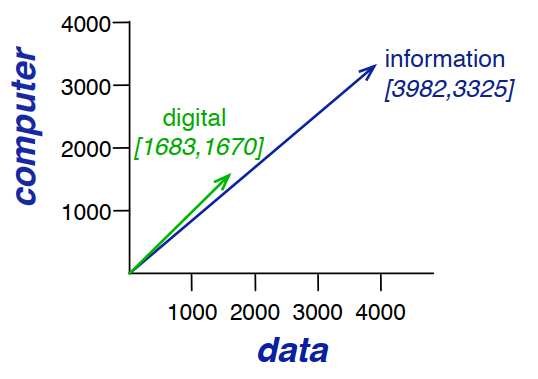 4000
3000
2000
1000
computer
digital
[1683,1670]
information
[3982,3325]
1000 2000 3000 4000
data